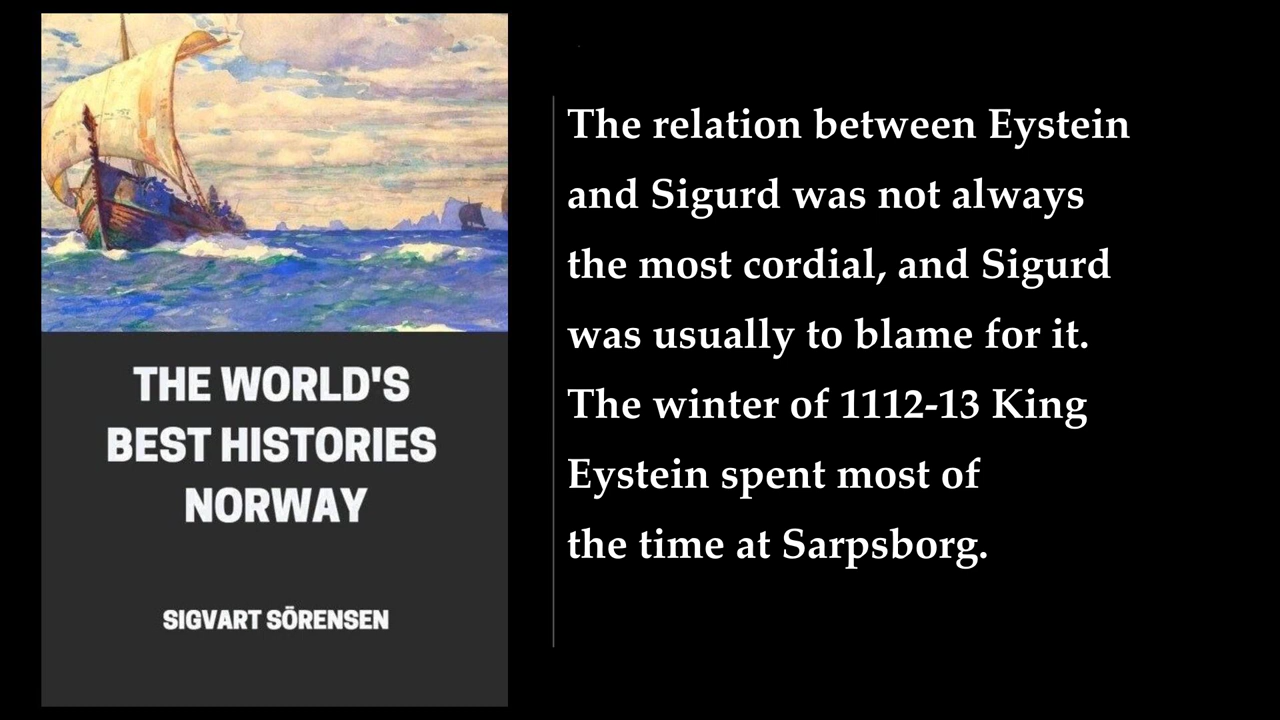 THE WORLD'S
BEST HISTORIES
NORWAY
SIGVART SÖRENSEN
The relation between Eystein
and Sigurd was not always
the most cordial, and Sigurd
was usually to blame for it.
The winter of 1112-13 King
Eystein spent most of
the time at Sarpsborg.